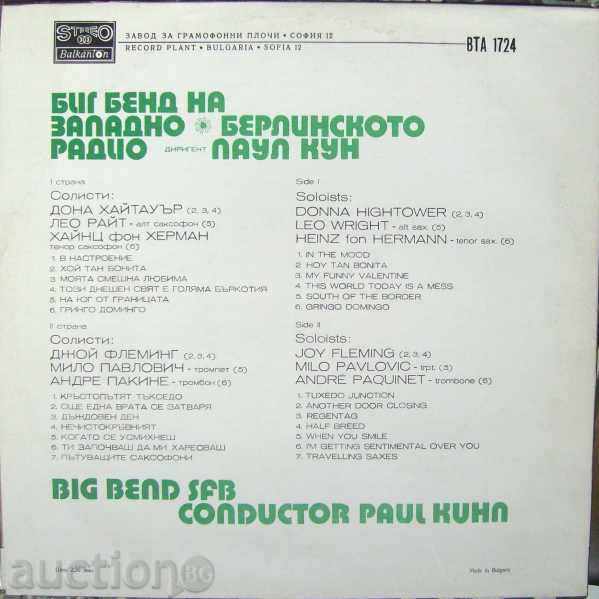 STEREO
33⅓
Balkanton
ЗАВОД ЗА ГРАМОФОННИ ПЛОЧИ • СОФИЯ 12
RECORD PLANT • BULGARIA • SOFIA 12
ВТА 1724
БИГ БЕНД НА
ЗАПАДНО * БЕРЛИНСКОТО
РАДИО ДИРИГЕНТ ПАУЛ КУН
I страна
Солисти:
ДОНА ХАЙТАУЪР (2, 3, 4)
ЛЕО РАЙТ - алт саксофон (5)
ХАЙНЦ фон ХЕРМАН
тенор саксофон (6)
1. В НАСТРОЕНИЕ
2. ХОЙ ТАН БОНИТА
3. МОЯТА СМЕШНА ЛЮБИМА
4. ТОЗИ ДНЕШЕН СВЯТ Е ГОЛЯМА БЪРКОТИЯ
5. НА ЮГ ОТ ГРАНИЦАТА
6. ГРИНГО ДОМИНГО
Side I
Soloists:
DONNA HIGHTOWER (2, 3, 4)
LEO WRIGHT - alt sax. (5)
HEINZ fon HERMANN - tenor sax. (6)
1. IN THE MOOD
2. HOY TAN BONITA
3. MY FUNNY VALENTINE
4. THIS WORLD TODAY IS A MESS
5. SOUTH OF THE BORDER
6. GRINGO DOMINGO
II страна
Солисти:
ДЖОЙ ФЛЕМИНГ (2, 3, 4)
МИЛО ПАВЛОВИЧ - тромпет (5)
АНДРЕ ПАКИНЕ - тромбон (6)
1. КРЪСТОПЪТЯТ ТЪКСЕДО
2. ОЩЕ ЕДНА ВРАТА СЕ ЗАТВАРЯ
3. ДЪЖДОВЕН ДЕН
4. НЕЧИСТОКРЪВНИЯТ
5. КОГАТО СЕ УСМИХНЕШ
6. ТИ ЗАПОЧВАШ ДА МИ ХАРЕСВАШ
7. ПЪТУВАЩИТЕ САКСОФОНИ
Side II
Soloists:
JOY FLEMING (2, 3, 4)
MILO PAVLOVIC - trpt. (5)
ANDRE PAQUINET - trombone (6)
1. TUXEDO JUNCTION
2. ANOTHER DOOR CLOSING
3. REGENTAG
4. HALF BREED
5. WHEN YOU SMILE
6. I'M GETTING SENTIMENTAL OVER YOU
7. TRAVELLING SAXES
BIG BEND SFB
CONDUCTOR PAUL KUHN
Made in Bulgaria
auction.BG